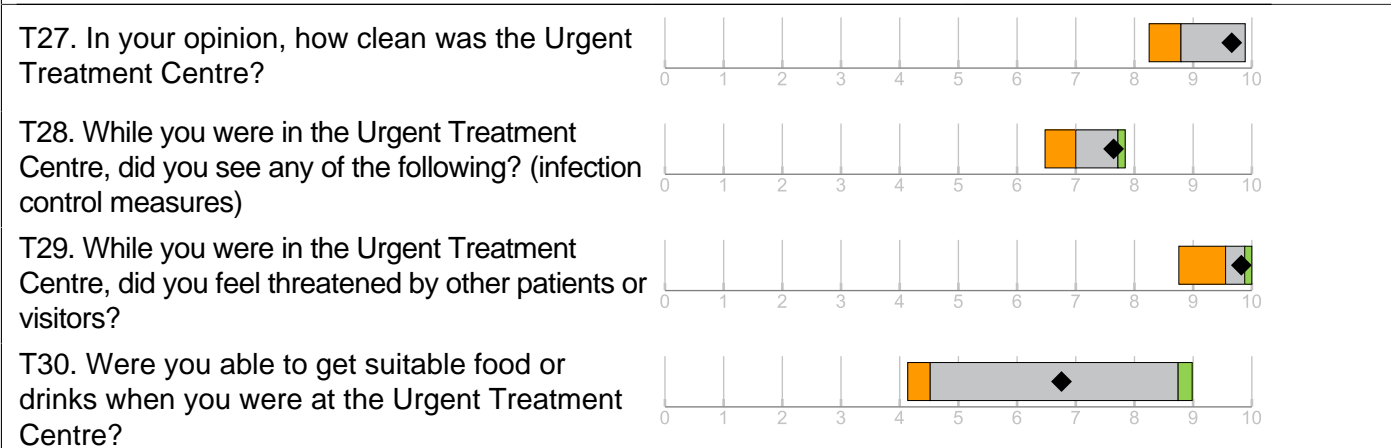 T27. In your opinion, how clean was the Urgent
Treatment Centre?
0 1 2 3 4 5 6 7 8 9 10
T28. While you were in the Urgent Treatment
Centre, did you see any of the following? (infection
control measures)
0 1 2 3 4 5 6 7 8 9 10
T29. While you were in the Urgent Treatment
Centre, did you feel threatened by other patients or
visitors?
0 1 2 3 4 5 6 7 8 9 10
T30. Were you able to get suitable food or
drinks when you were at the Urgent Treatment
Centre?
0 1 2 3 4 5 6 7 8 9 10